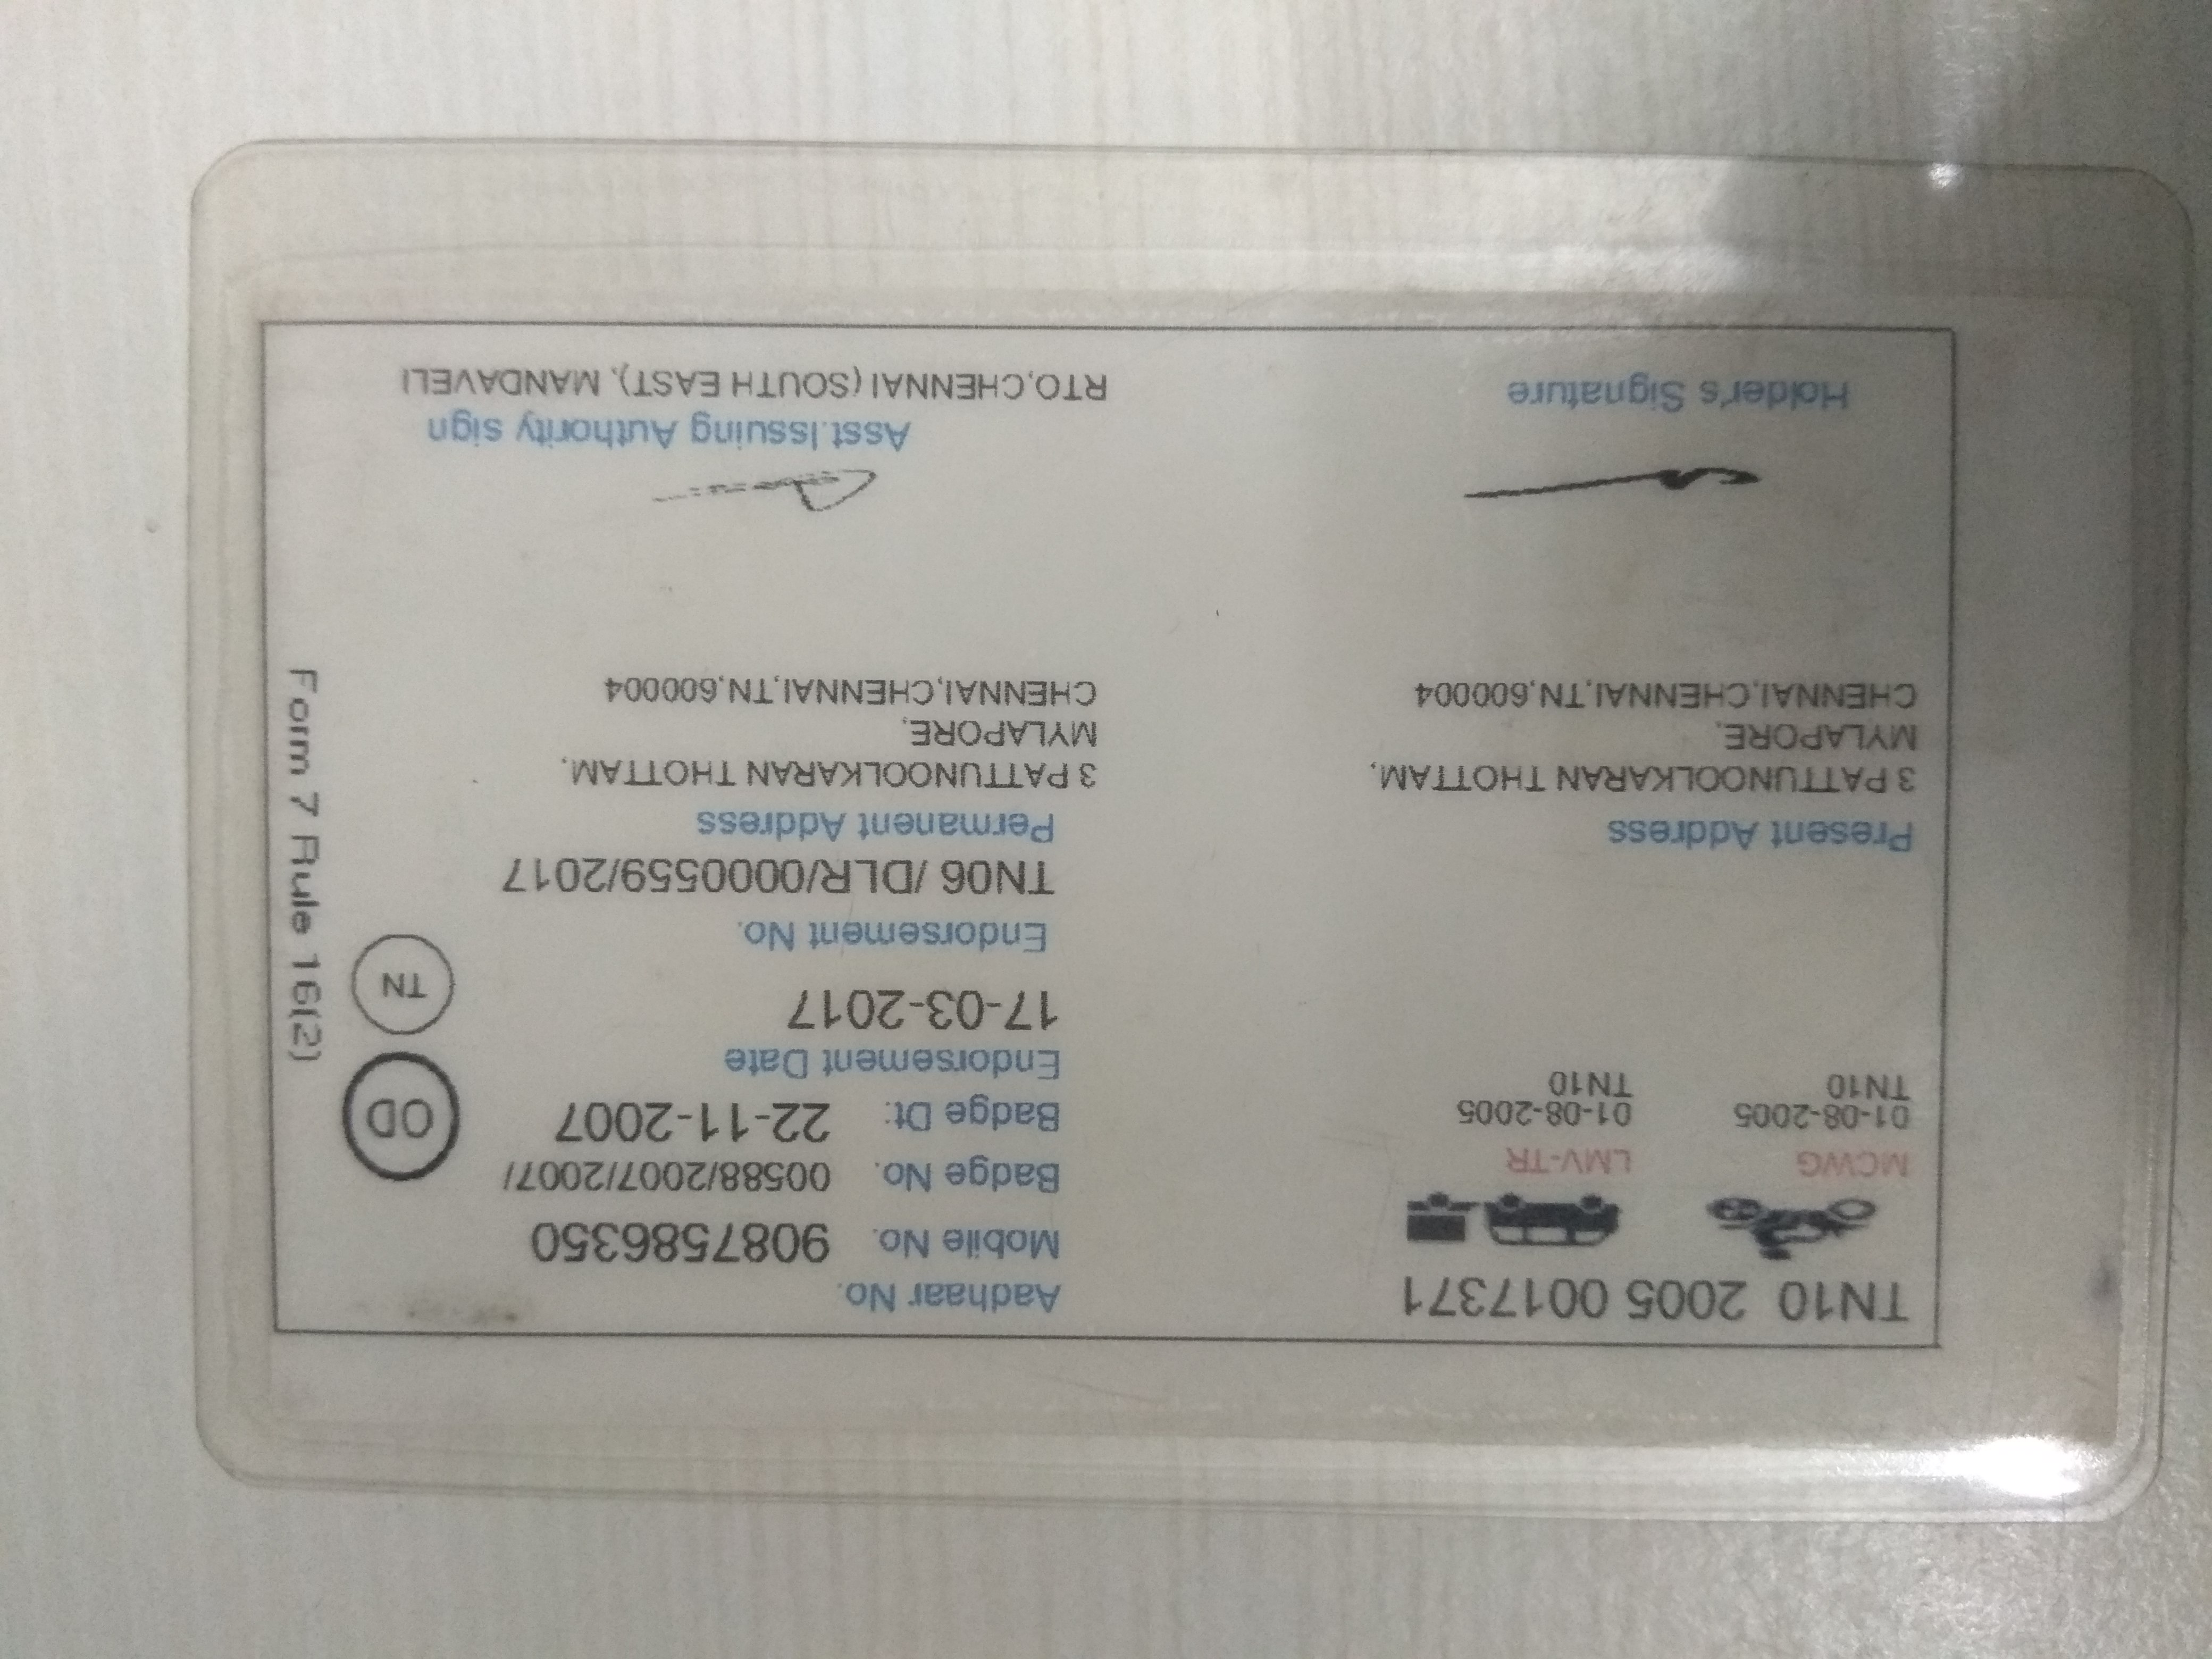 TN10 2005 0017371
MCWG
01-08-2005
TN10
LMV-TR
01-08-2005
TN10
Present Address
3 PATTUNOOLKARAN THOTTAM,
MYLAPORE,
CHENNAI,CHENNAI,TN,600004
Holder's Signature
Aadhaar No.
Mobile No. 9087586350
Badge No. 00588/2007/2007/
Badge Dt: 22-11-2007
Endorsement Date
17-03-2017
Endorsement No.
TN06 /DLR/0000559/2017
Permanent Address
3 PATTUNOOLKARAN THOTTAM,
MYLAPORE,
CHENNAI,CHENNAI,TN,600004
Asst.Issuing Authority sign
RTO,CHENNAI (SOUTH EAST), MANDAVELI
OD
TN
Form 7 Rule 16(2)